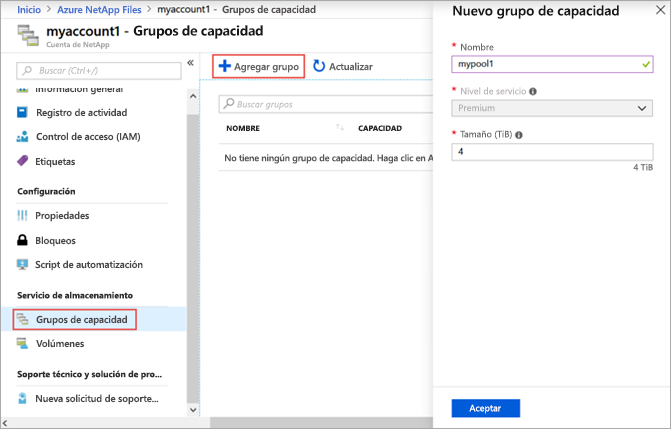 Inicio > Azure NetApp Files > myaccount1 - Grupos de capacidad
myaccount1 - Grupos de capacidad
Cuenta de NetApp
Buscar (Ctrl+/)
Información general
Registro de actividad
Control de acceso (IAM)
Etiquetas
Configuración
Propiedades
Bloqueos
Script de automatización
Servicio de almacenamiento
Grupos de capacidad
Volúmenes
Soporte técnico y solución de pro...
Nueva solicitud de soporte...
Agregar grupo
Actualizar
Buscar grupos
NOMBRE
CAPACIDAD
No tiene ningún grupo de capacidad. Haga clic en A
Nuevo grupo de capacidad
* Nombre
mypool1
* Nivel de servicio
Premium
* Tamaño (TiB)
4
4 TiB
Aceptar